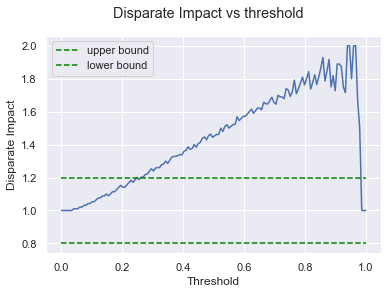 Disparate Impact vs threshold
upper bound
lower bound
Disparate Impact
2.0
1.8
1.6
1.4
1.2
1.0
0.8
0.0 0.2 0.4 0.6 0.8 1.0
Threshold